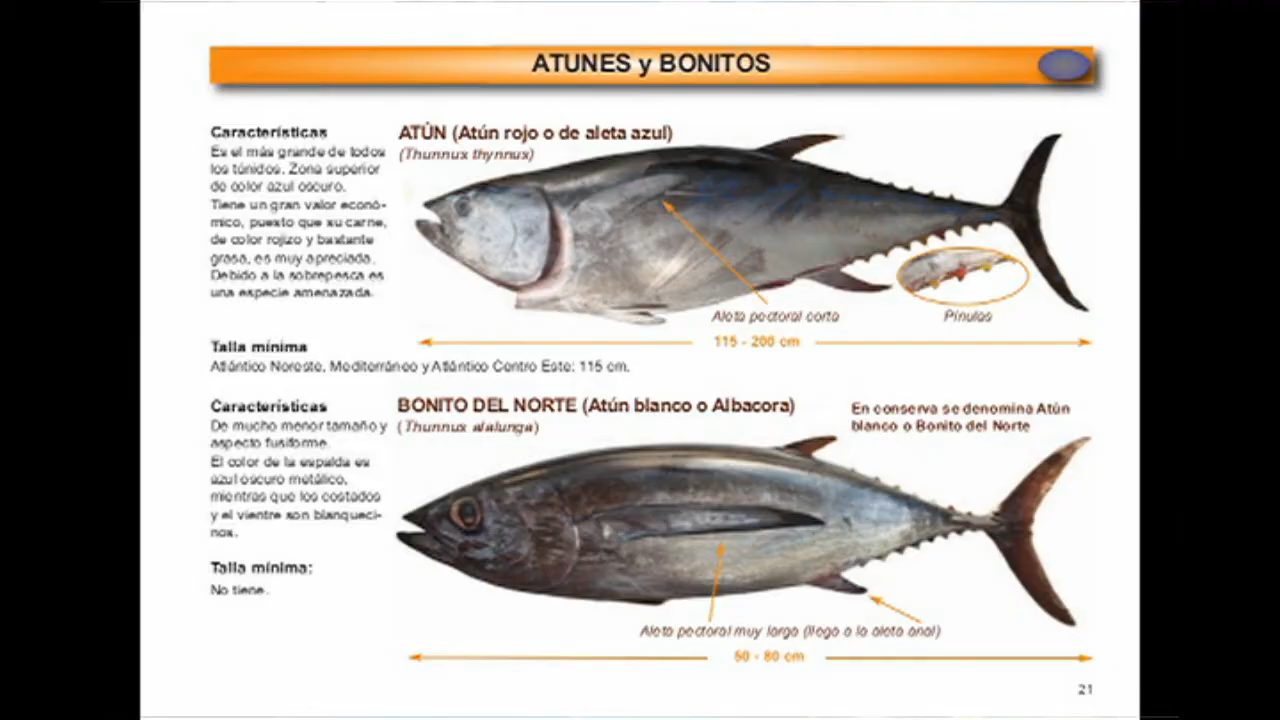 ATUNES y BONITOS
Características
Es el más grande de todos
los túnidos. Zona superior
de color azul oscuro.
Tiene un gran valor econó-
mico, puesto que su carne,
de color rojizo y bastante
grasa, es muy apreciada.
Debido a la sobrepesca es
una especie amenazada.
ATÚN (Atún rojo o de aleta azul)
(Thunnus thynnus)
Aleta pectoral corta
Pínulas
115 - 200 cm
Talla mínima
Atlántico Noreste, Mediterráneo y Atlántico Centro Este: 115 cm.
Características
De mucho menor tamaño y
aspecto fusiforme.
El color de la espalda es
azul oscuro metálico,
mientras que los costados
y el vientre son blanqueci-
nos.
Talla mínima:
No tiene.
BONITO DEL NORTE (Atún blanco o Albacora)
(Thunnus alalunga)
En conserva se denomina Atún
blanco o Bonito del Norte
Aleta pectoral muy larga (llega a la aleta anal)
50 - 80 cm
21